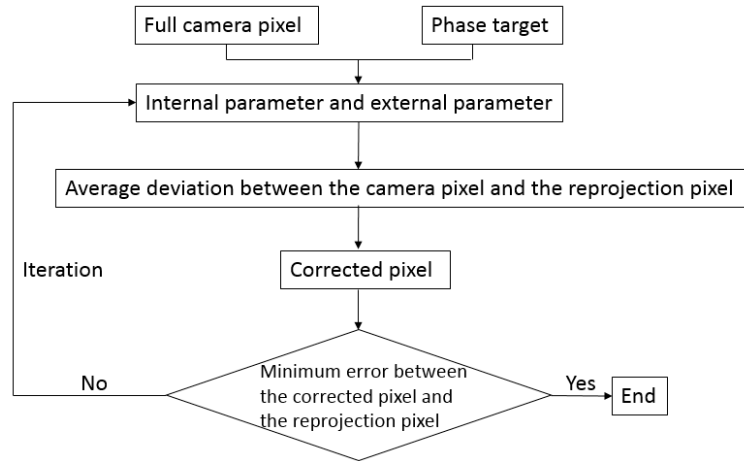 Full camera pixel
Phase target
Internal parameter and external parameter
Average deviation between the camera pixel and the reprojection pixel
Iteration
Corrected pixel
No
Minimum error between
the corrected pixel and
the reprojection pixel
Yes
End